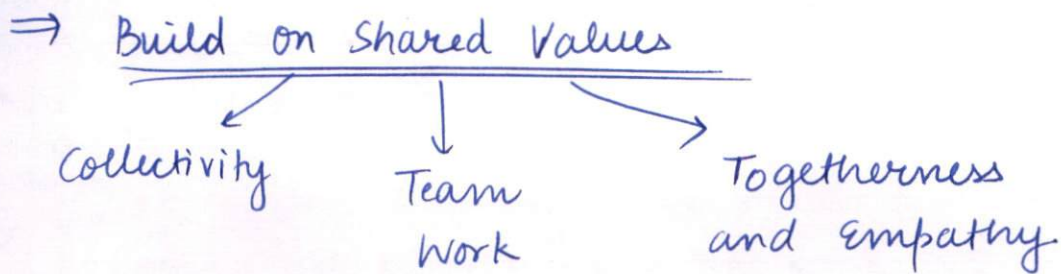 ⇒ Build on Shared Values
Collectivity
Team
Work
Togetherness
and Empathy.